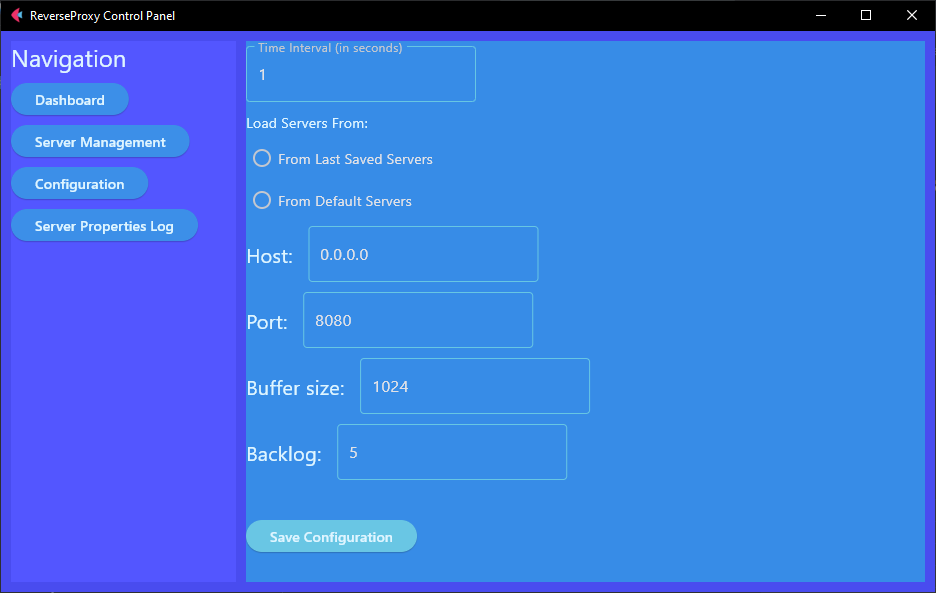 ReverseProxy Control Panel
Navigation
Dashboard
Server Management
Configuration
Server Properties Log
Time Interval (in seconds)
1
Load Servers From:
From Last Saved Servers
From Default Servers
Host: 0.0.0.0
Port: 8080
Buffer size: 1024
Backlog: 5
Save Configuration